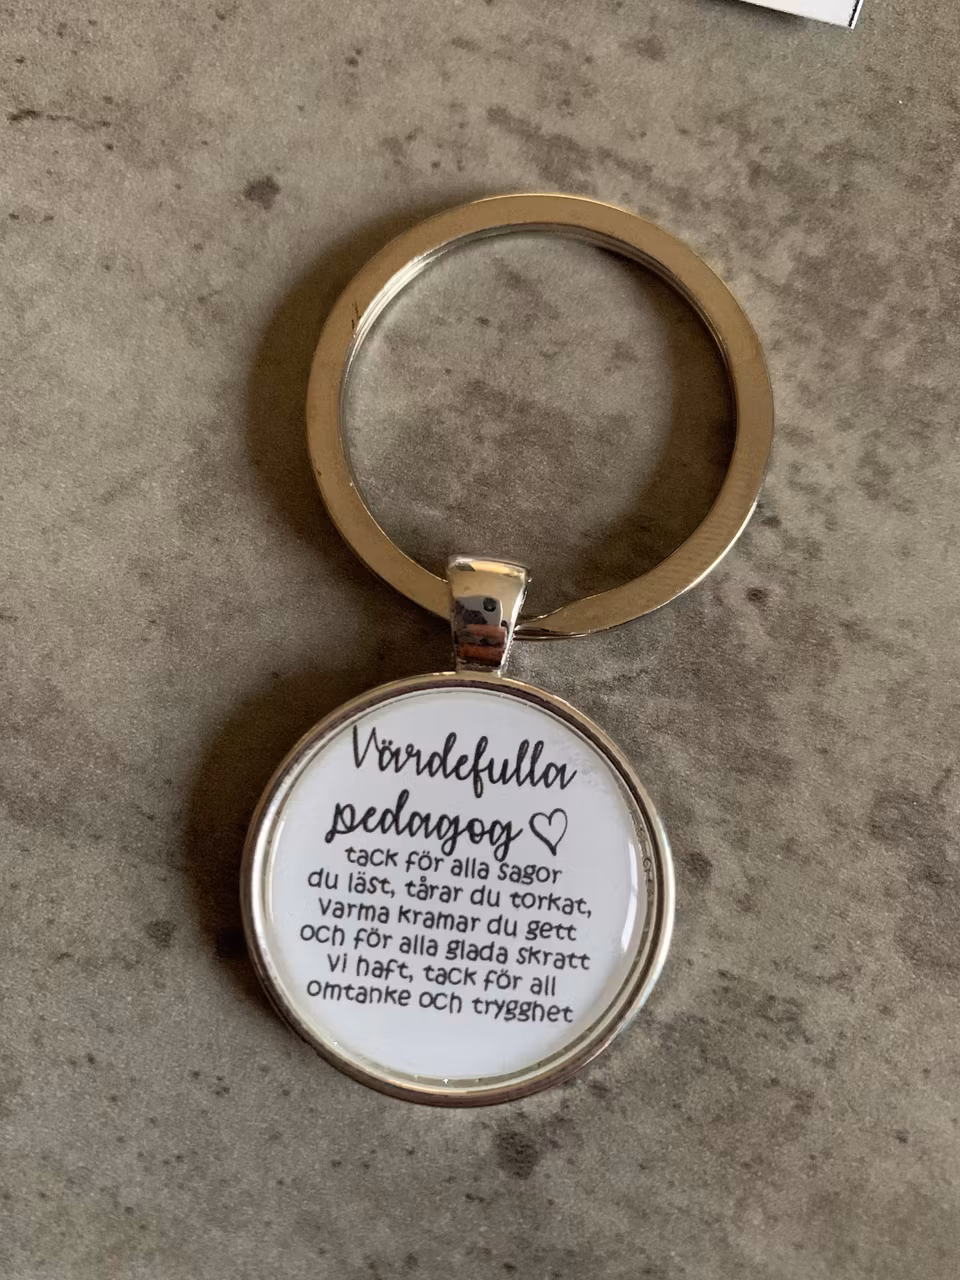 Värdefulla
pedagog♡
tack för alla sagor
du läst, tårar du torkat,
varma kramar du gett
och för alla glada skratt
vi haft, tack för all
omtanke och trygghet